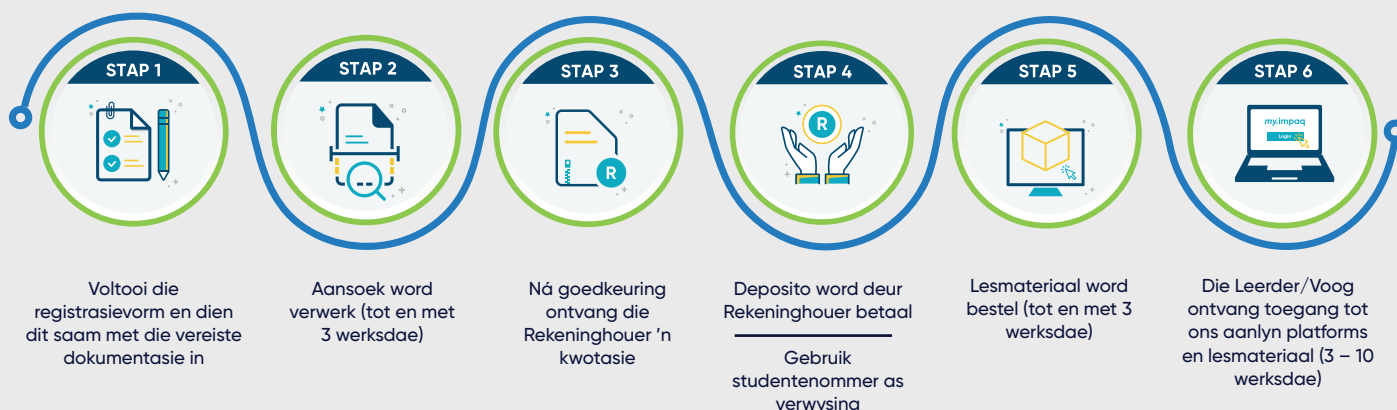 STAP 1
Voltooi die
registrasievorm en dien
dit saam met die vereiste
dokumentasie in
STAP 2
Aansoek word
verwerk (tot en met
3 werksdae)
STAP 3
R
Ná goedkeuring
ontvang die
Rekeninghouer 'n
kwotasie
STAP 4
R
Deposito word deur
Rekeninghouer betaal
Gebruik
studentenommer as
verwysing
STAP 5
Lesmateriaal word
bestel (tot en met 3
werksdae)
STAP 6
my.impaq
Login
Die Leerder/Voog
ontvang toegang tot
ons aanlyn platforms
en lesmateriaal (3 – 10
werksdae)